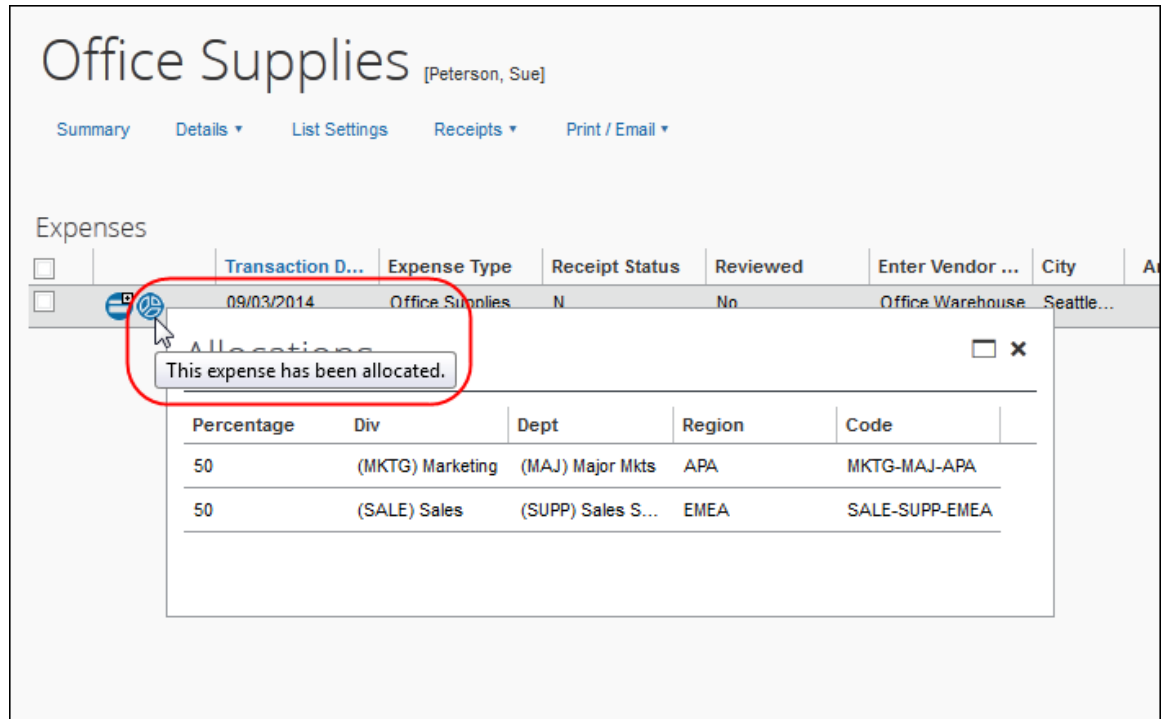 Office Supplies [Peterson, Sue]
Summary Details List Settings Receipts Print / Email
Expenses
Transaction D... Expense Type Receipt Status Reviewed Enter Vendor ... City
09/03/2014 Office Supplies N No Office Warehouse Seattle...
Allocations
This expense has been allocated.
Percentage Div Dept Region Code
50 (MKTG) Marketing (MAJ) Major Mkts APA MKTG-MAJ-APA
50 (SALE) Sales (SUPP) Sales S... EMEA SALE-SUPP-EMEA